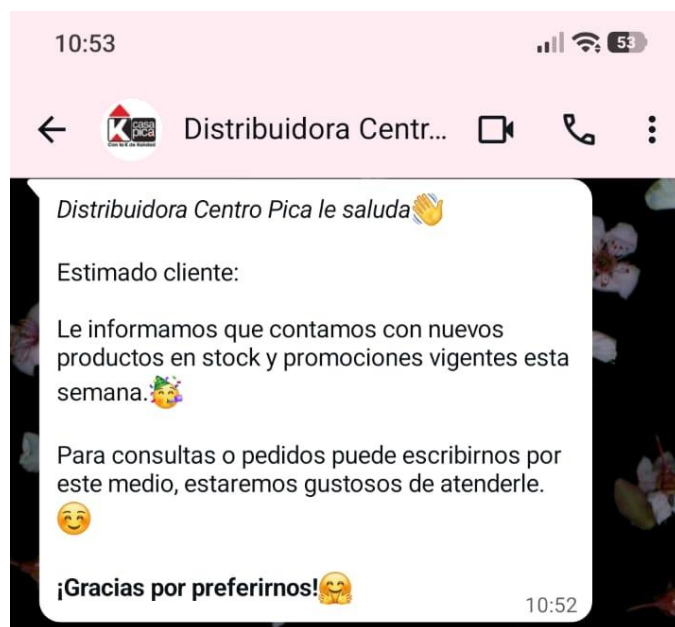 10:53
53
K casa pica
Distribuidora Centr...
Distribuidora Centro Pica le saluda👋
Estimado cliente:
Le informamos que contamos con nuevos
productos en stock y promociones vigentes esta
semana.🥳
Para consultas o pedidos puede escribirnos por
este medio, estaremos gustosos de atenderle.
☺️
¡Gracias por preferirnos!🤗
10:52